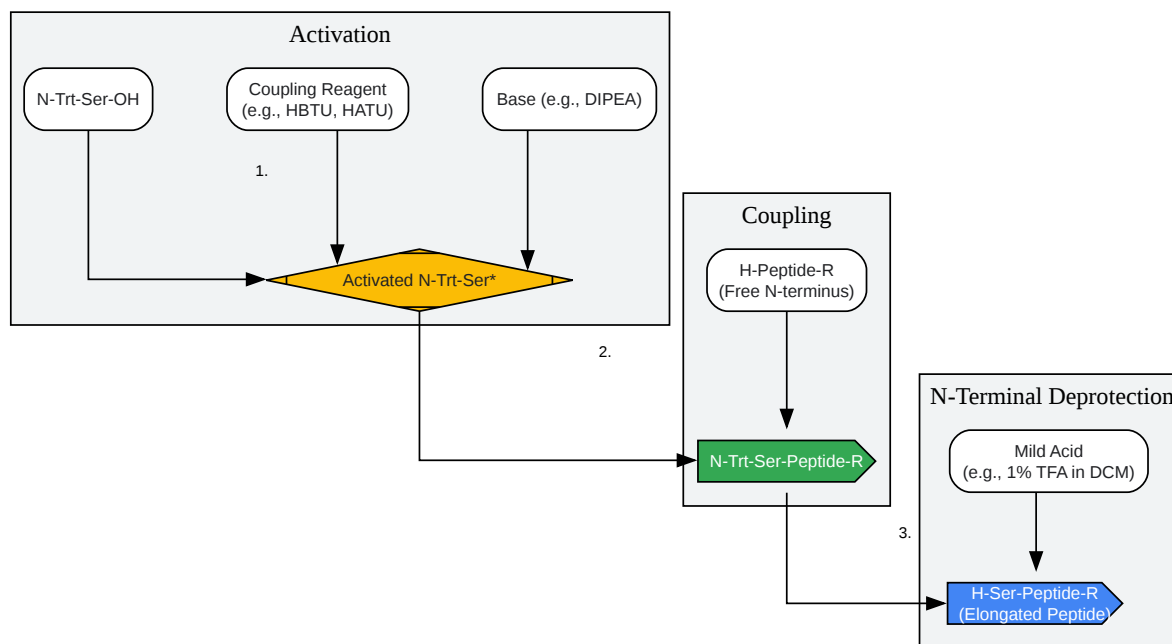 Activation
N-Trt-Ser-OH
Coupling Reagent
(e.g., HBTU, HATU)
Base (e.g., DIPEA)
1.
Activated N-Trt-Ser*
Coupling
H-Peptide-R
(Free N-terminus)
2.
N-Trt-Ser-Peptide-R
N-Terminal Deprotection
Mild Acid
(e.g., 1% TFA in DCM)
3.
H-Ser-Peptide-R
(Elongated Peptide)